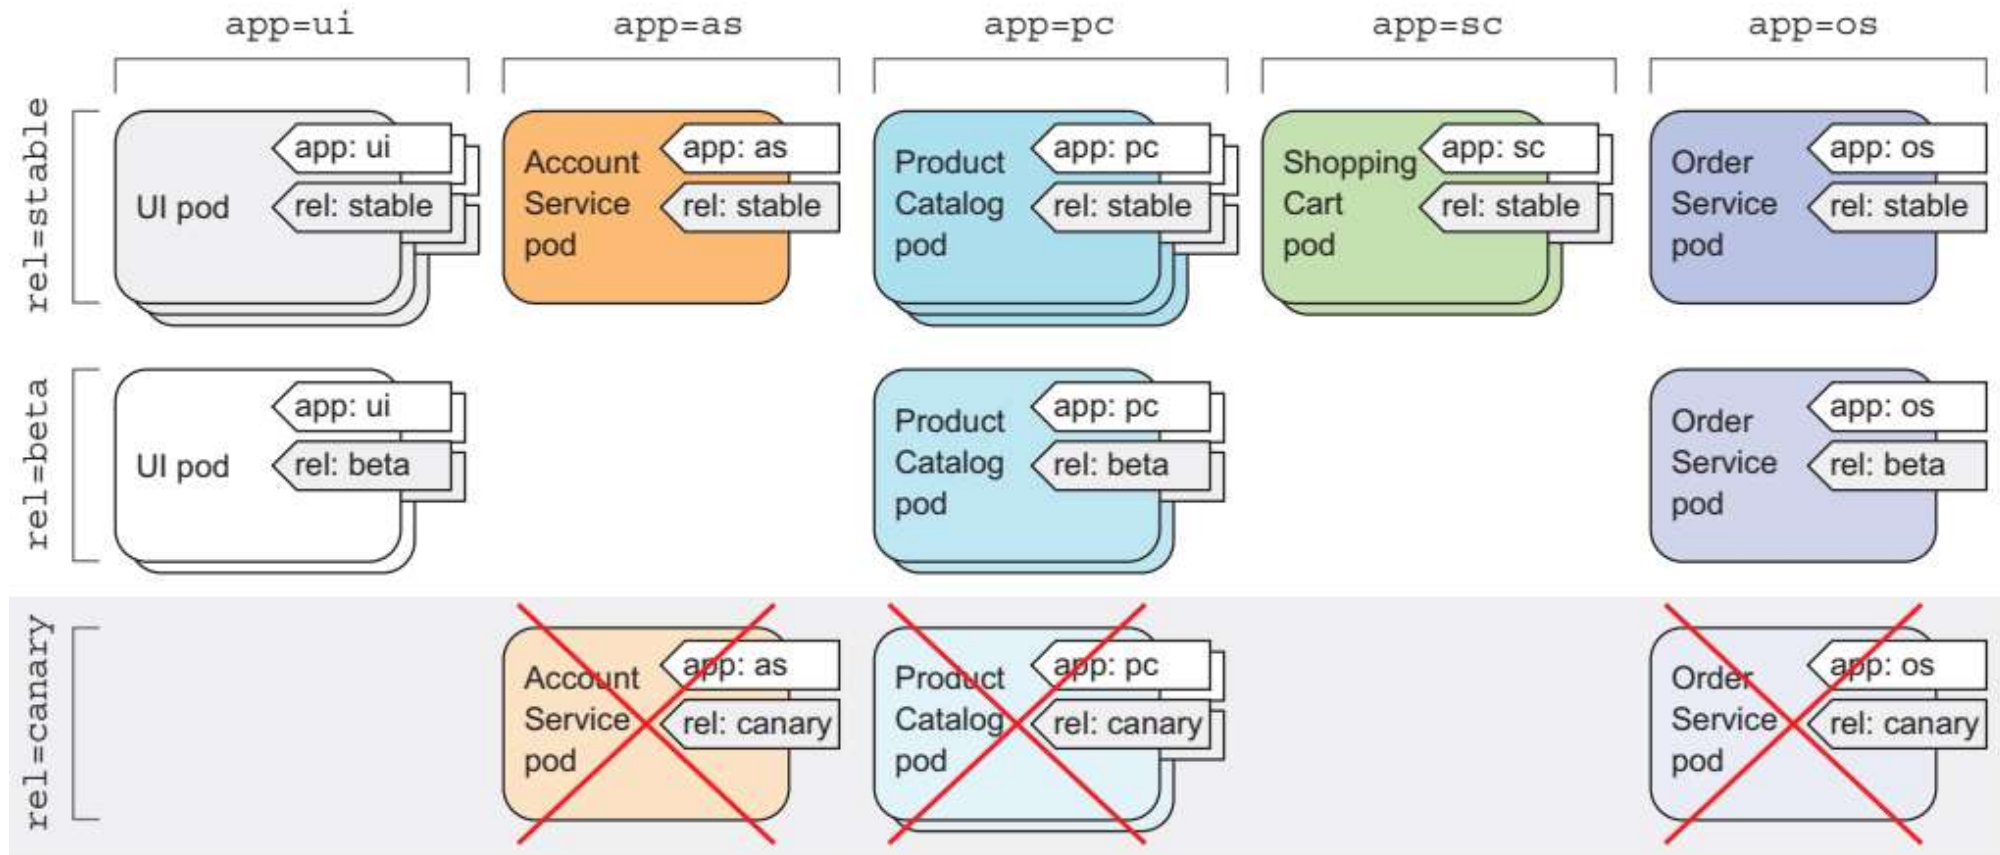 app=ui
app=as
app=pc
app=sc
app=os
rel=stable
UI pod
app: ui
rel: stable
Account
Service
pod
app: as
rel: stable
Product
Catalog
pod
app: pc
rel: stable
Shopping
Cart
pod
app: sc
rel: stable
Order
Service
pod
app: os
rel: stable
rel=beta
UI pod
app: ui
rel: beta
Product
Catalog
pod
app: pc
rel: beta
Order
Service
pod
app: os
rel: beta
rel=canary
Account
Service
pod
app: as
rel: canary
Product
Catalog
pod
app: pc
rel: canary
Order
Service
pod
app: os
rel: canary